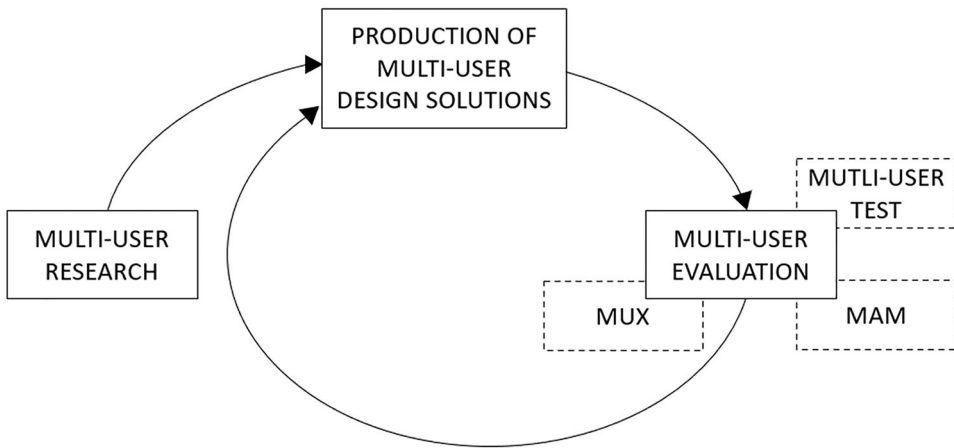 PRODUCTION OF
MULTI-USER
DESIGN SOLUTIONS
MUTLI-USER
TEST
MULTI-USER
RESEARCH
MULTI-USER
EVALUATION
MUX
MAM